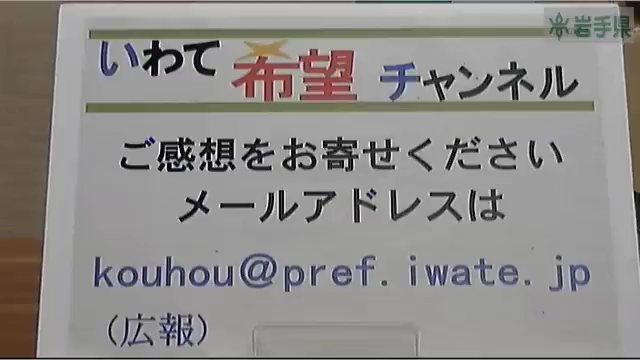 岩手県
いわて希望チャンネル
ご感想をお寄せください
メールアドレスは
kouhou@pref.iwate.jp
（広報）